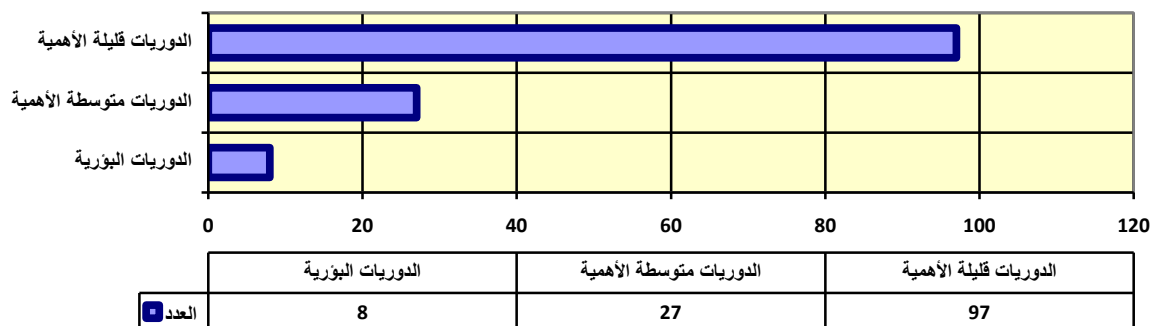 الدوريات قليلة الأهمية
الدوريات متوسطة الأهمية
الدوريات البؤرية
0 20 40 60 80 100 120
الدوريات البؤرية الدوريات متوسطة الأهمية الدوريات قليلة الأهمية
العدد 8 27 97